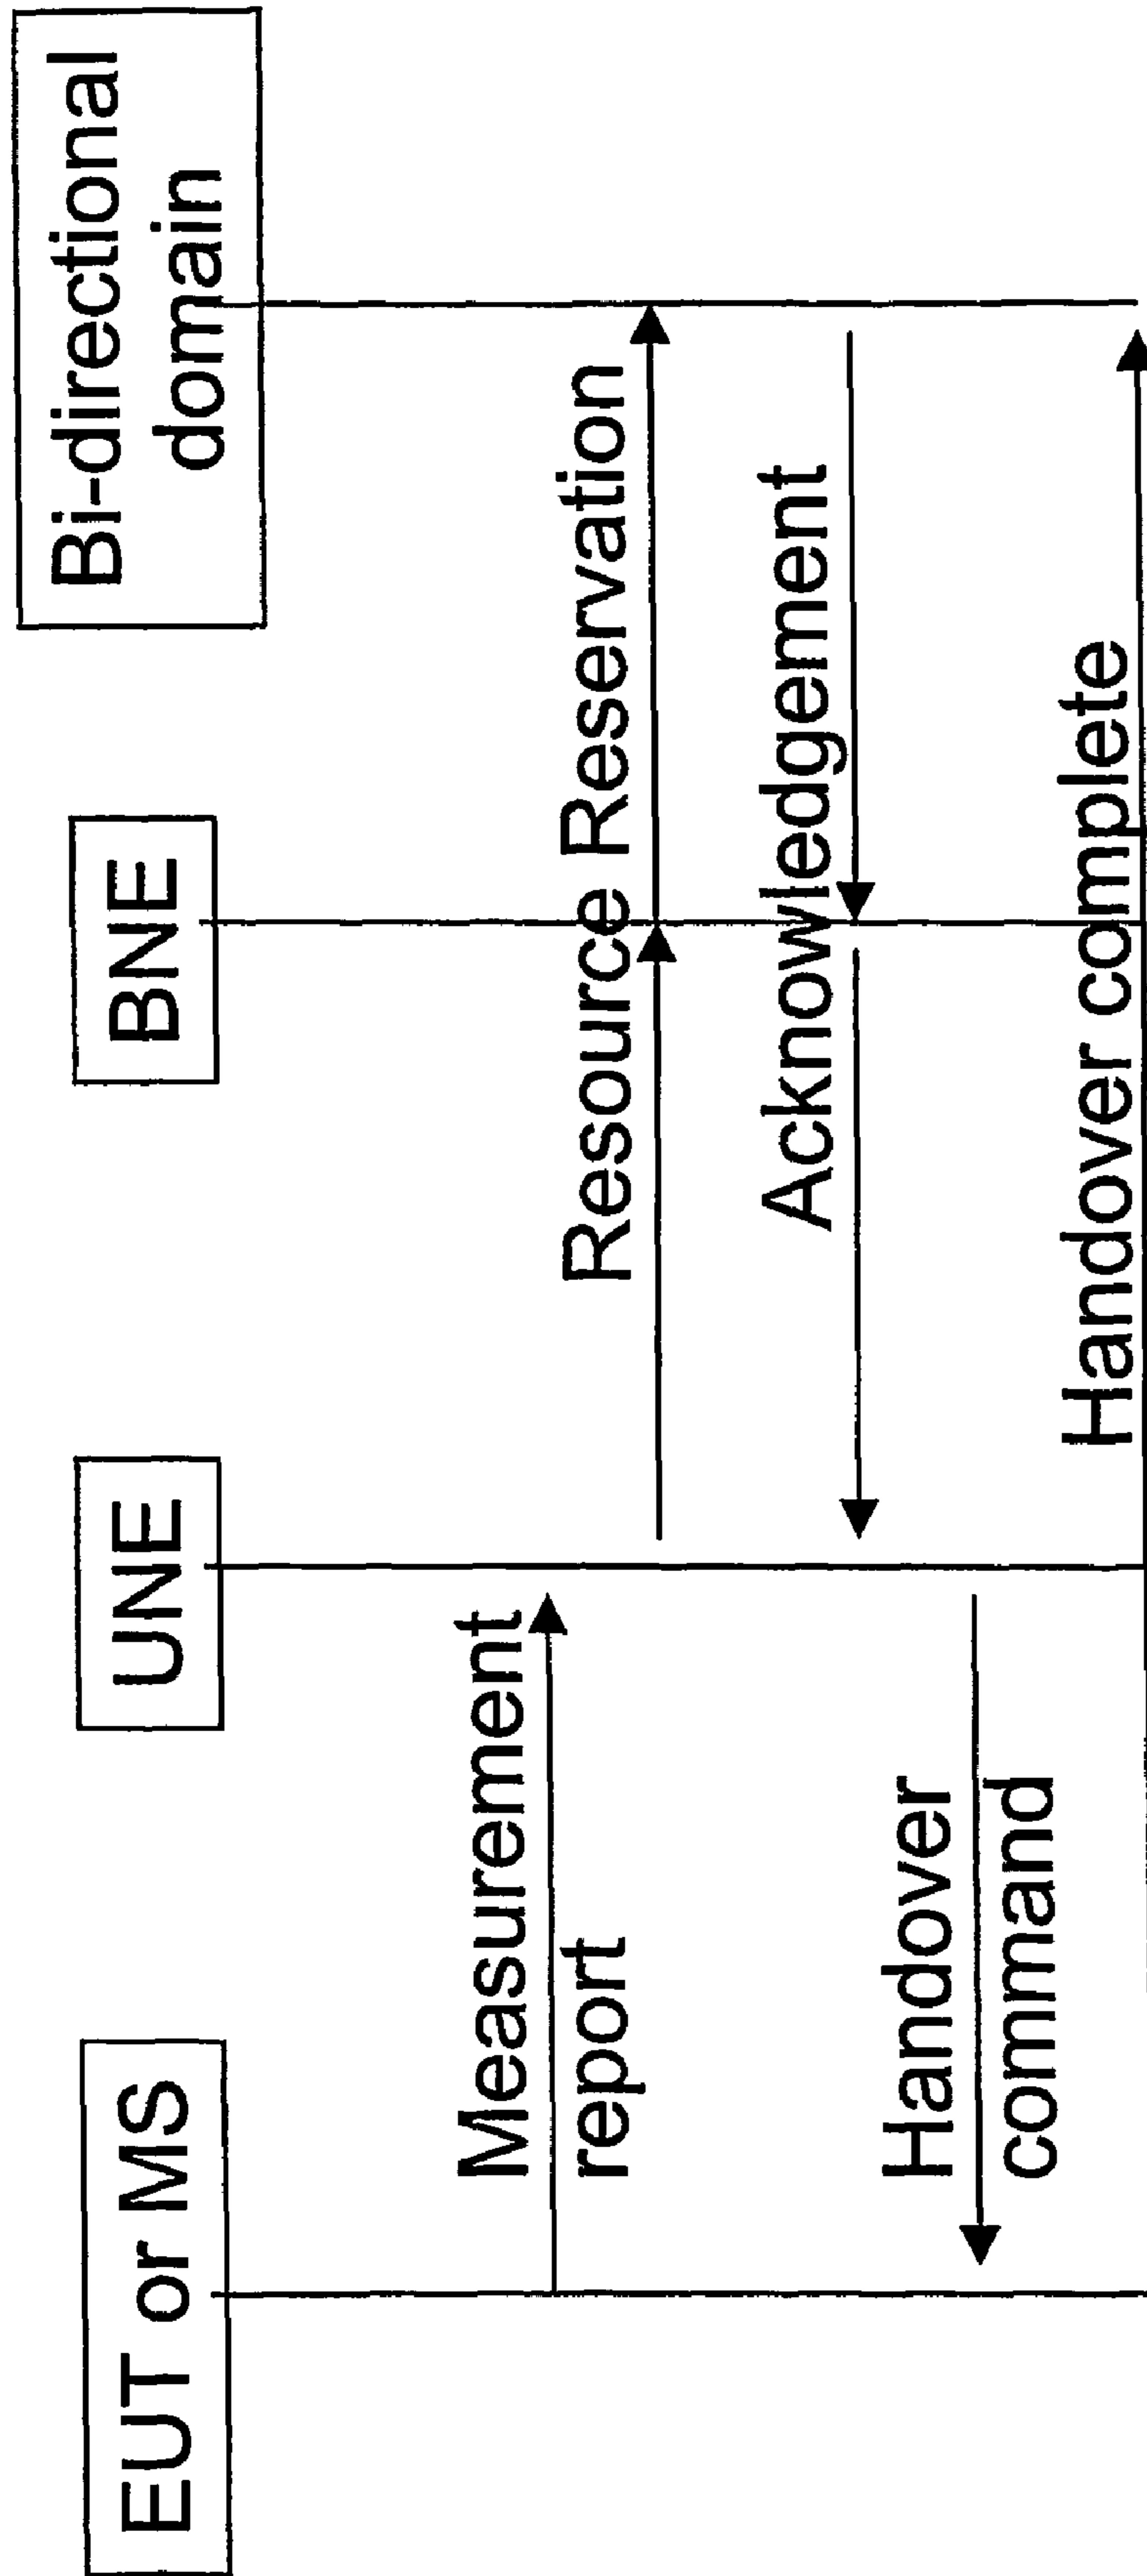 EUT or MS
UNE
BNE
Bi-directional
domain
Measurement
report
Resource Reservation
Acknowledgement
Handover
command
Handover complete